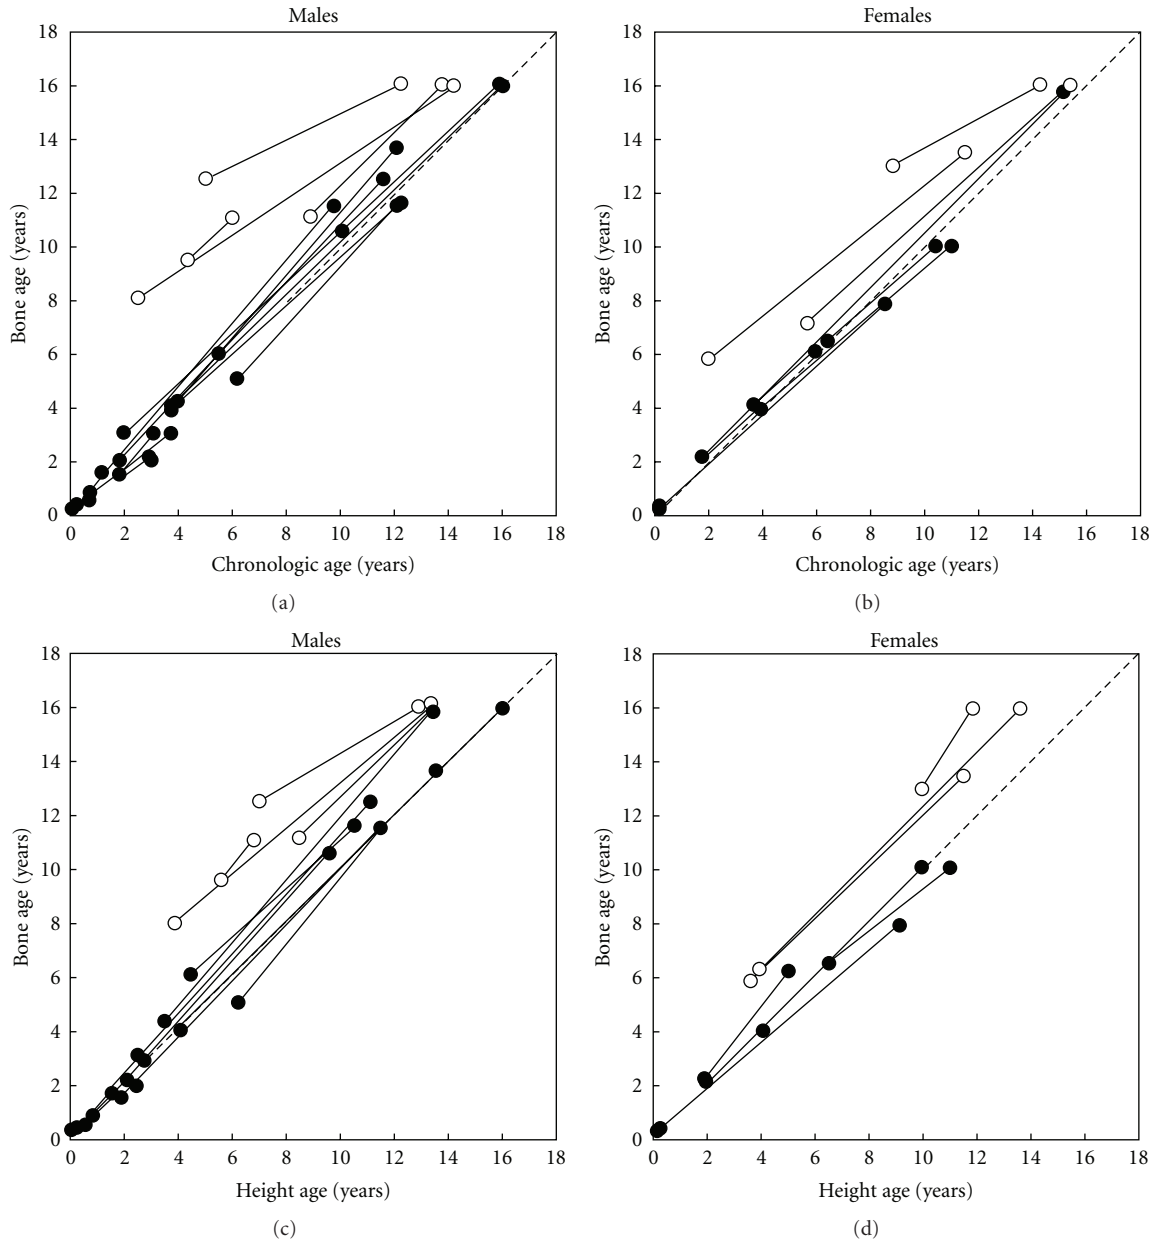 Males
Females
18
16
14
12
10
8
6
4
2
0
Bone age (years)
0 2 4 6 8 10 12 14 16 18
Chronologic age (years)
(a)
18
16
14
12
10
8
6
4
2
0
Bone age (years)
0 2 4 6 8 10 12 14 16 18
Chronologic age (years)
(b)
Males
Females
18
16
14
12
10
8
6
4
2
0
Bone age (years)
0 2 4 6 8 10 12 14 16 18
Height age (years)
(c)
18
16
14
12
10
8
6
4
2
0
Bone age (years)
0 2 4 6 8 10 12 14 16 18
Height age (years)
(d)